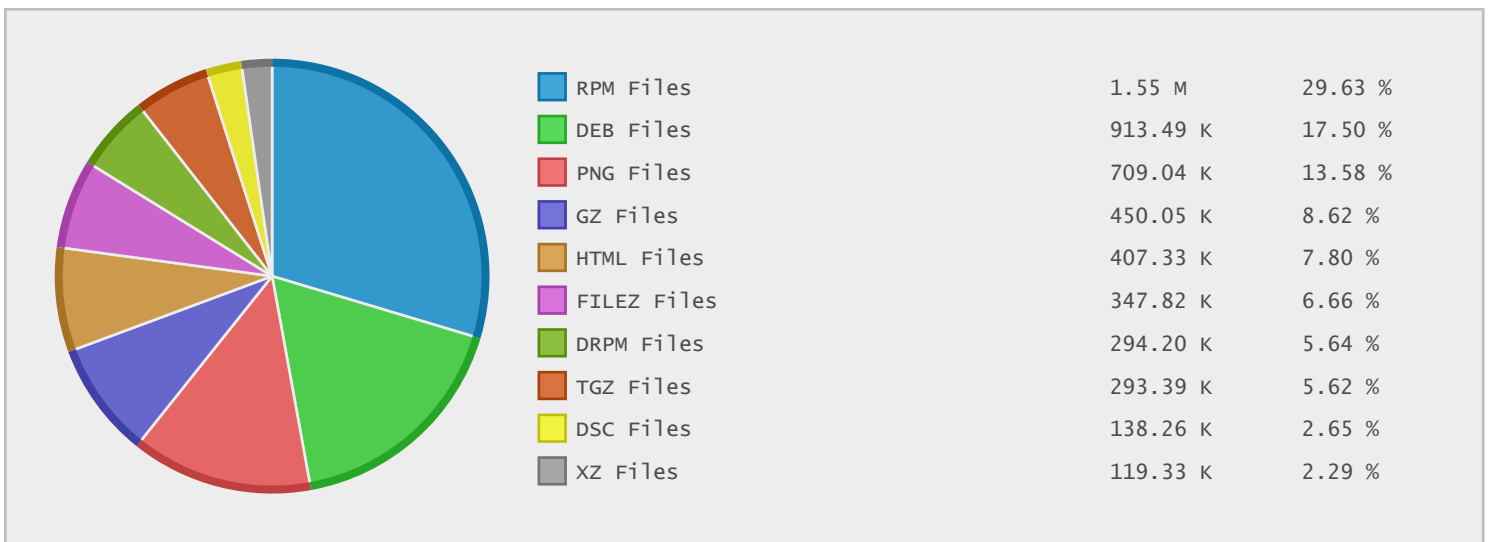 RPM Files 1.55 M 29.63 %
DEB Files 913.49 K 17.50 %
PNG Files 709.04 K 13.58 %
GZ Files 450.05 K 8.62 %
HTML Files 407.33 K 7.80 %
FILEZ Files 347.82 K 6.66 %
DRPM Files 294.20 K 5.64 %
TGZ Files 293.39 K 5.62 %
DSC Files 138.26 K 2.65 %
XZ Files 119.33 K 2.29 %